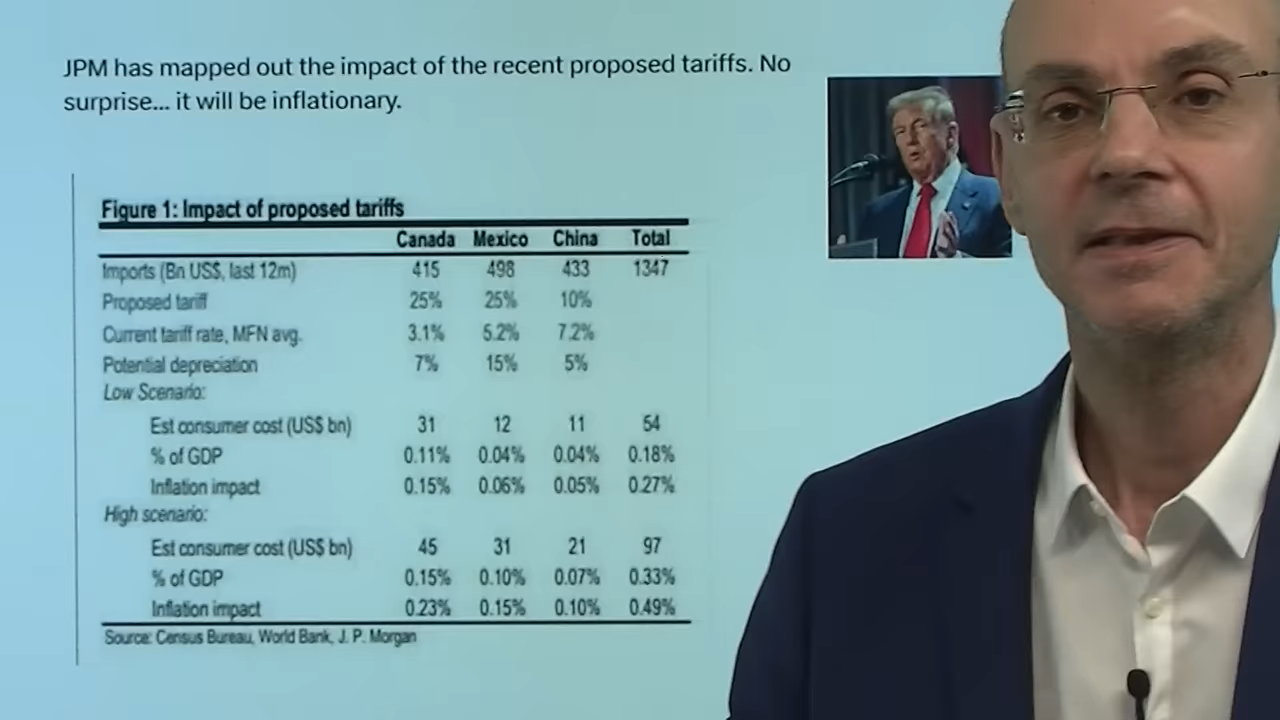 JPM has mapped out the impact of the recent proposed tariffs. No
surprise... it will be inflationary.
Figure 1: Impact of proposed tariffs
Canada Mexico China Total
Imports (Bn US$, last 12m) 415 498 433 1347
Proposed tariff 25% 25% 10%
Current tariff rate, MFN avg. 3.1% 5.2% 7.2%
Potential depreciation 7% 15% 5%
Low Scenario:
Est consumer cost (US$ bn) 31 12 11 54
% of GDP 0.11% 0.04% 0.04% 0.18%
Inflation impact 0.15% 0.06% 0.05% 0.27%
High scenario:
Est consumer cost (US$ bn) 45 31 21 97
% of GDP 0.15% 0.10% 0.07% 0.33%
Inflation impact 0.23% 0.15% 0.10% 0.49%
Source: Census Bureau, World Bank, J. P. Morgan